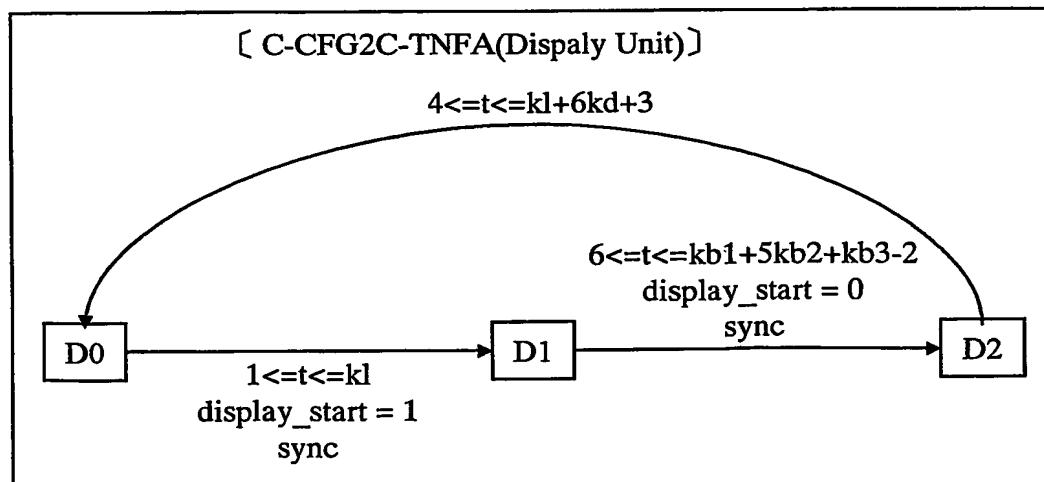 〔 C-CFG2C-TNFA(Dispaly Unit)〕
4<=t<=kl+6kd+3
6<=t<=kb1+5kb2+kb3-2
display_start = 0
sync
D0
D1
D2
1<=t<=kl
display_start = 1
sync